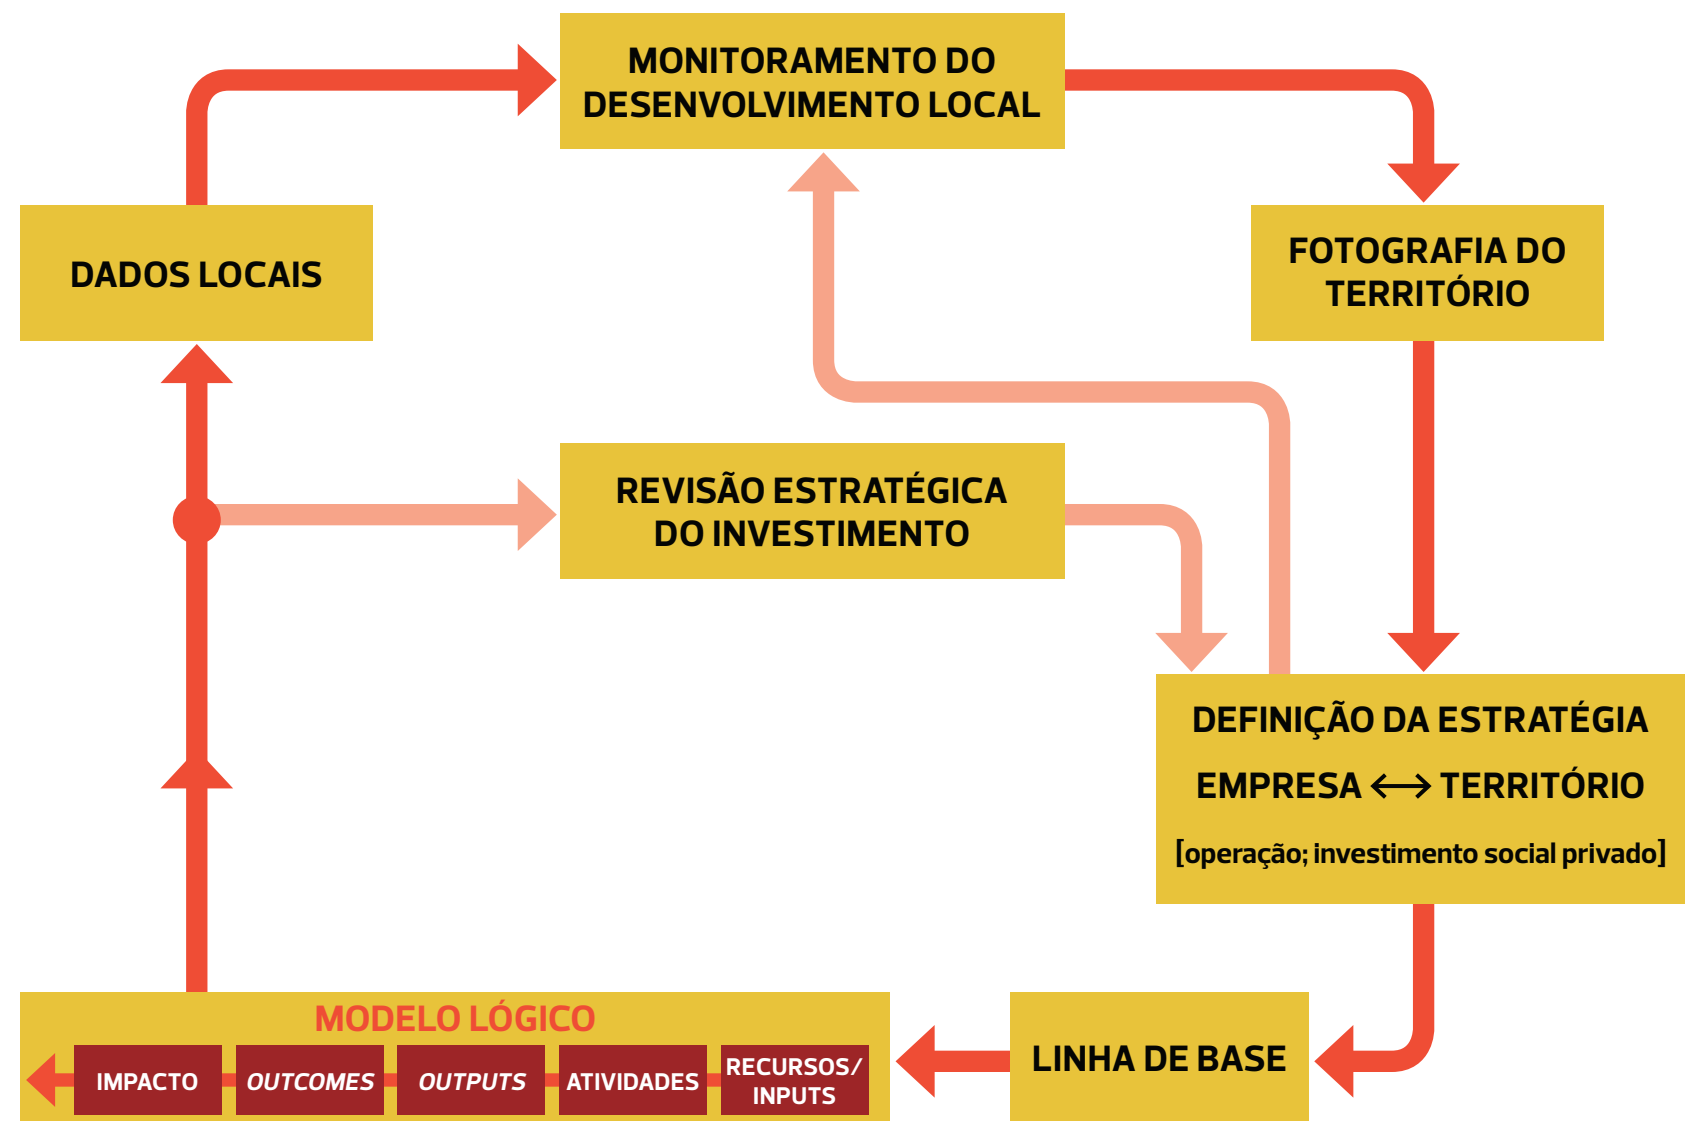 MONITORAMENTO DO
DESENVOLVIMENTO LOCAL
DADOS LOCAIS
FOTOGRAFIA DO
TERRITÓRIO
REVISÃO ESTRATÉGICA
DO INVESTIMENTO
DEFINIÇÃO DA ESTRATÉGIA
EMPRESA ↔ TERRITÓRIO
[operação; investimento social privado]
MODELO LÓGICO
IMPACTO
OUTCOMES
OUTPUTS
ATIVIDADES
RECURSOS/
INPUTS
LINHA DE BASE